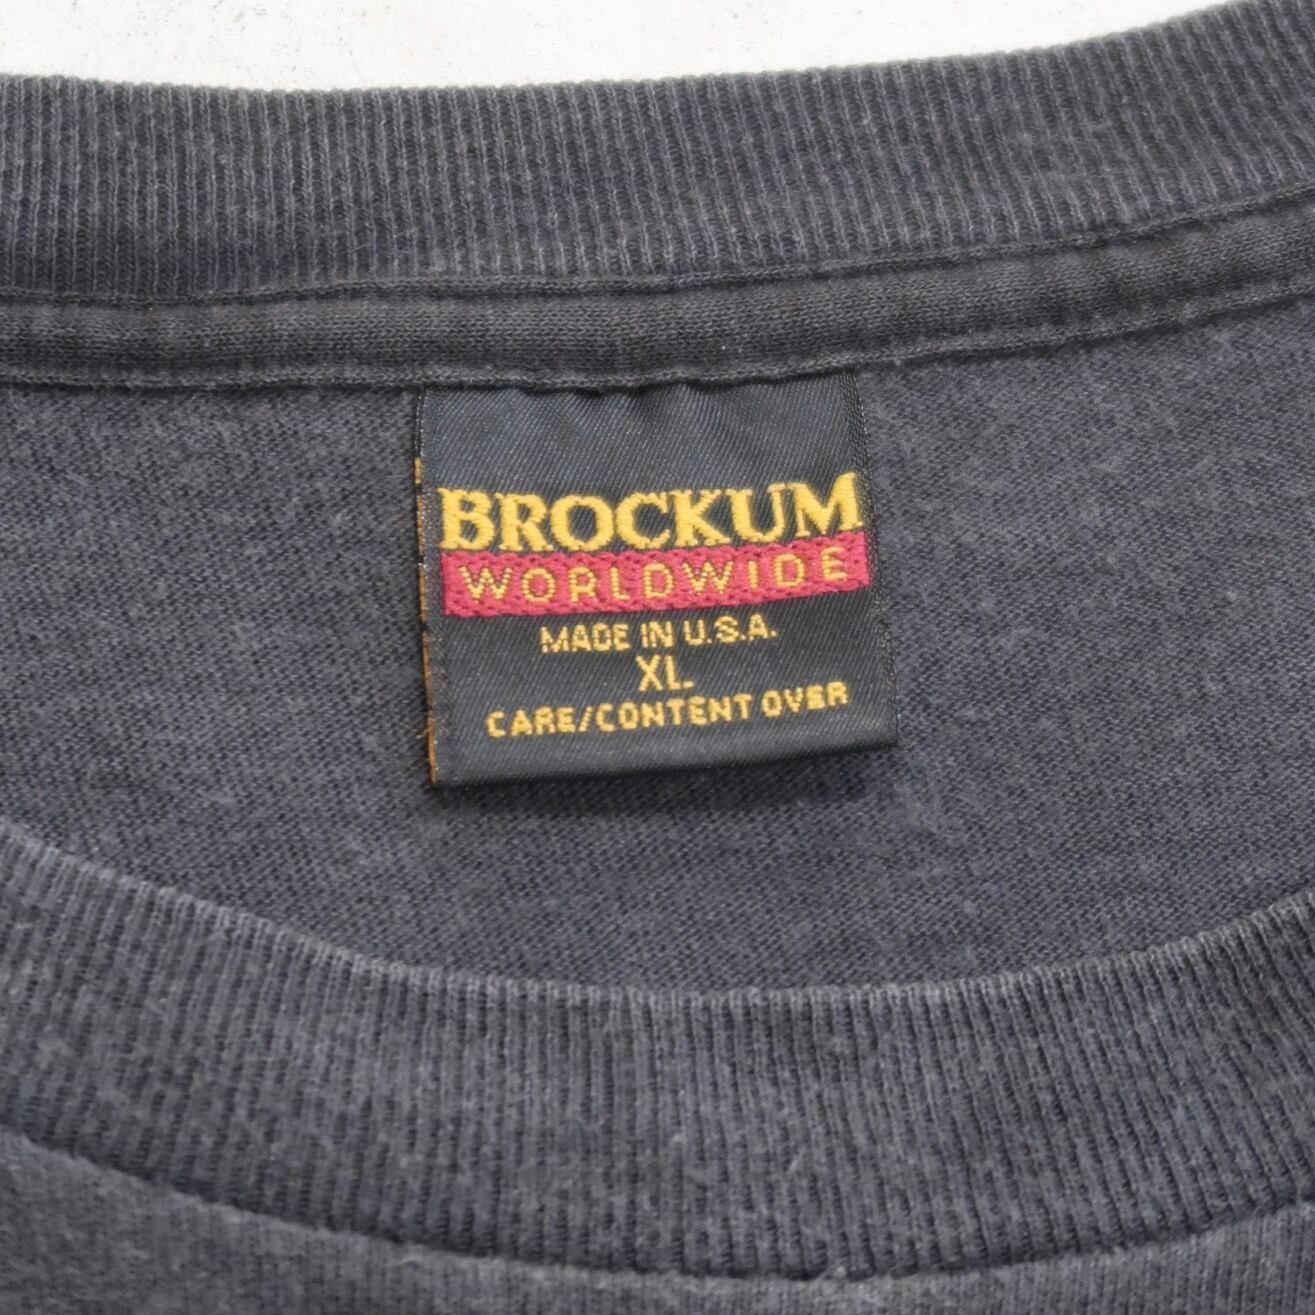 BROCKUM
WORLDWIDE
MADE IN U.S.A.
XL
CARE/CONTENT OVER